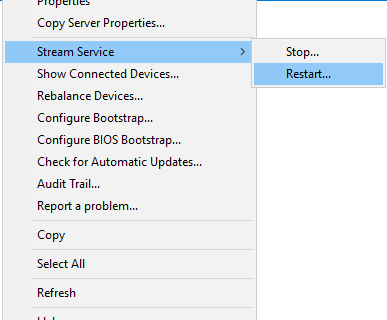 Properties
Copy Server Properties...
Stream Service
Stop...
Restart...
Show Connected Devices...
Rebalance Devices...
Configure Bootstrap...
Configure BIOS Bootstrap...
Check for Automatic Updates...
Audit Trail...
Report a problem...
Copy
Select All
Refresh